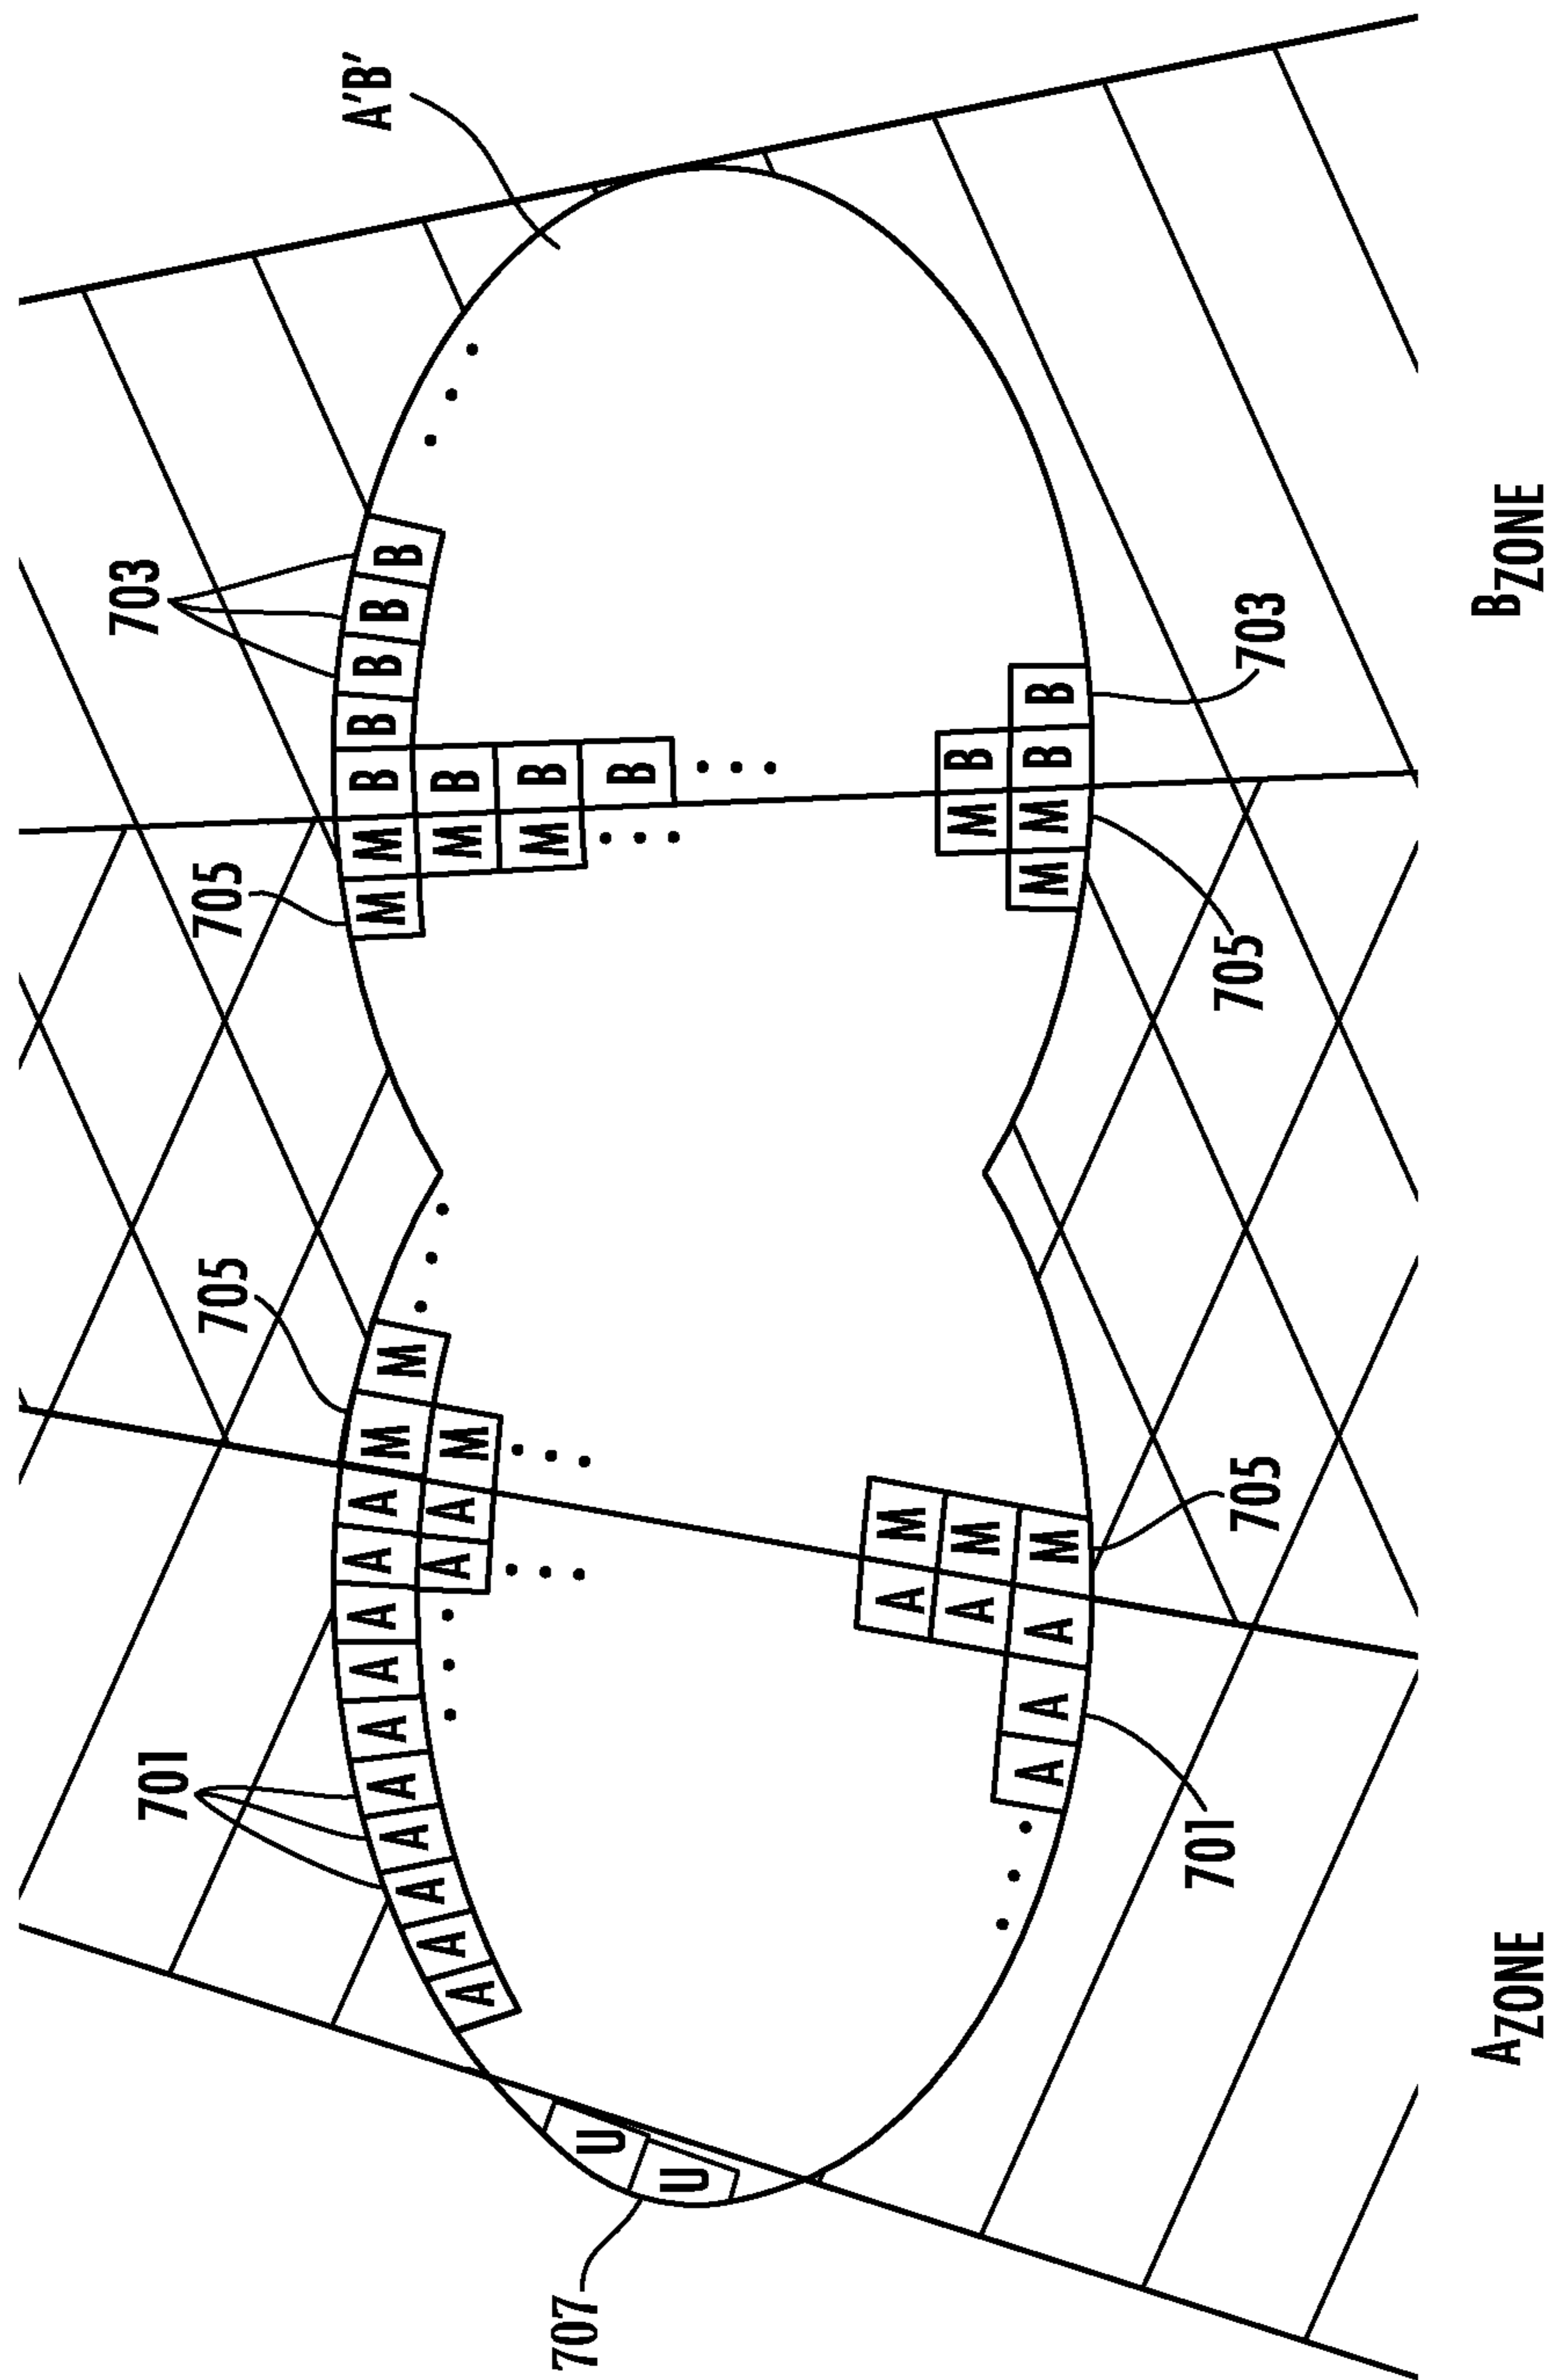 701 705 705 703 A'B'
A A A A A A A A A A M M M M B B B B B
A A M M B
M B
B
U
U
707
A M
A M M B
A A A M M M B B
701 705 705 703
AZONE BZONE